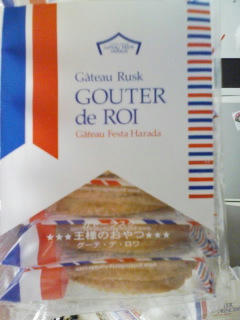 Gâteau Rusk
GOUTER
de ROI
Gâteau Festa Harada
★★★王様のおやつ★★★
グーテ・デ・ロワ